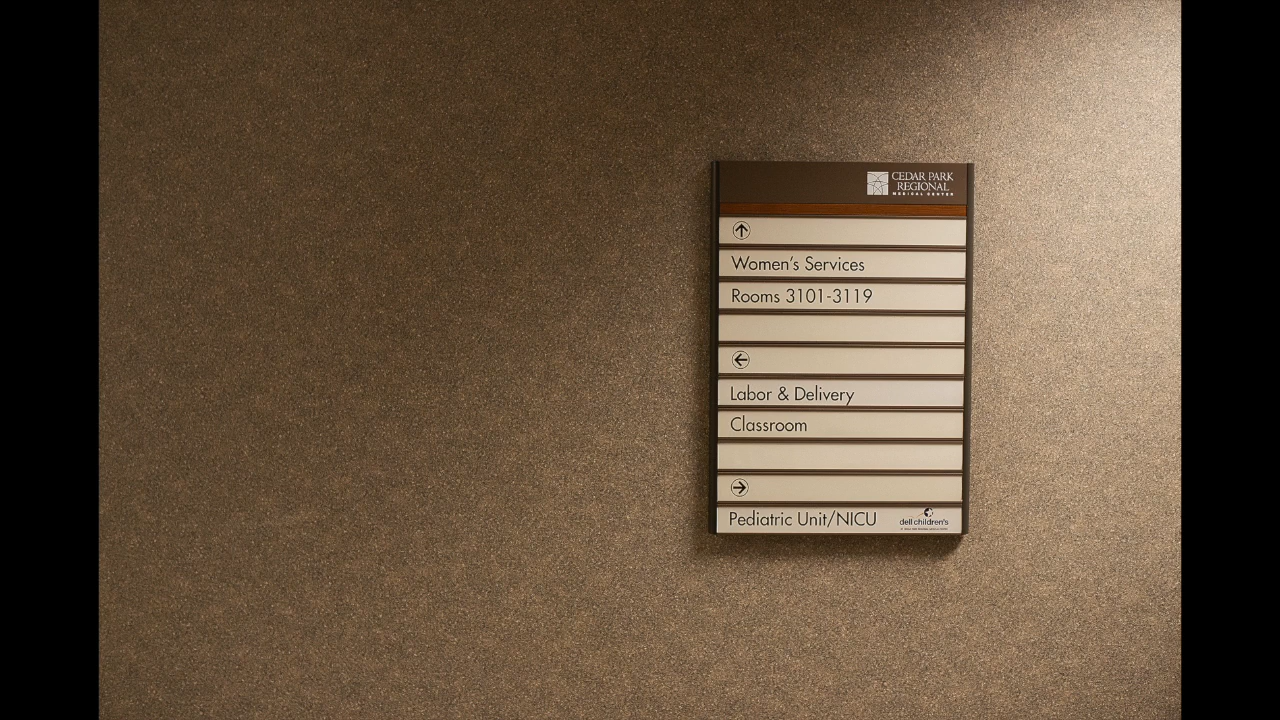 CEDAR PARK
REGIONAL
MEDICAL CENTER
Women's Services
Rooms 3101-3119
Labor & Delivery
Classroom
Pediatric Unit/NICU
dell children's